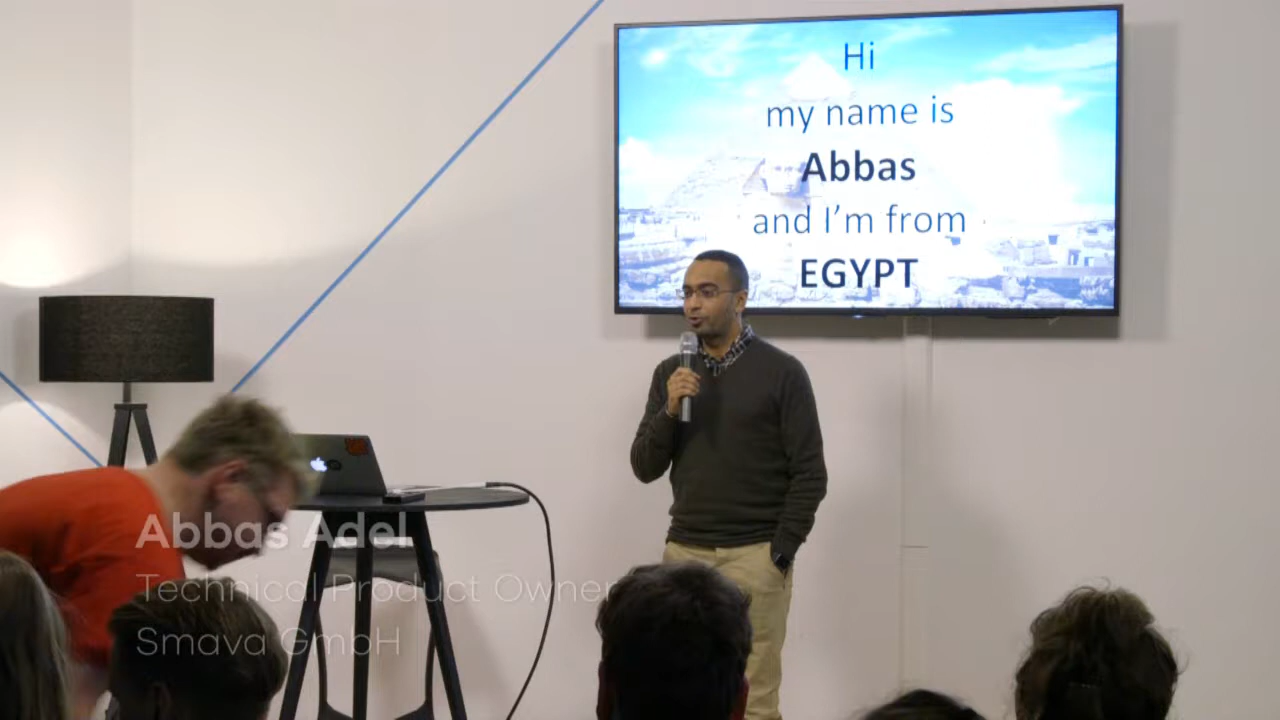 Hi
my name is
Abbas
and I'm from
EGYPT
Abbas Adel
Technical Product Owner
Smava GmbH